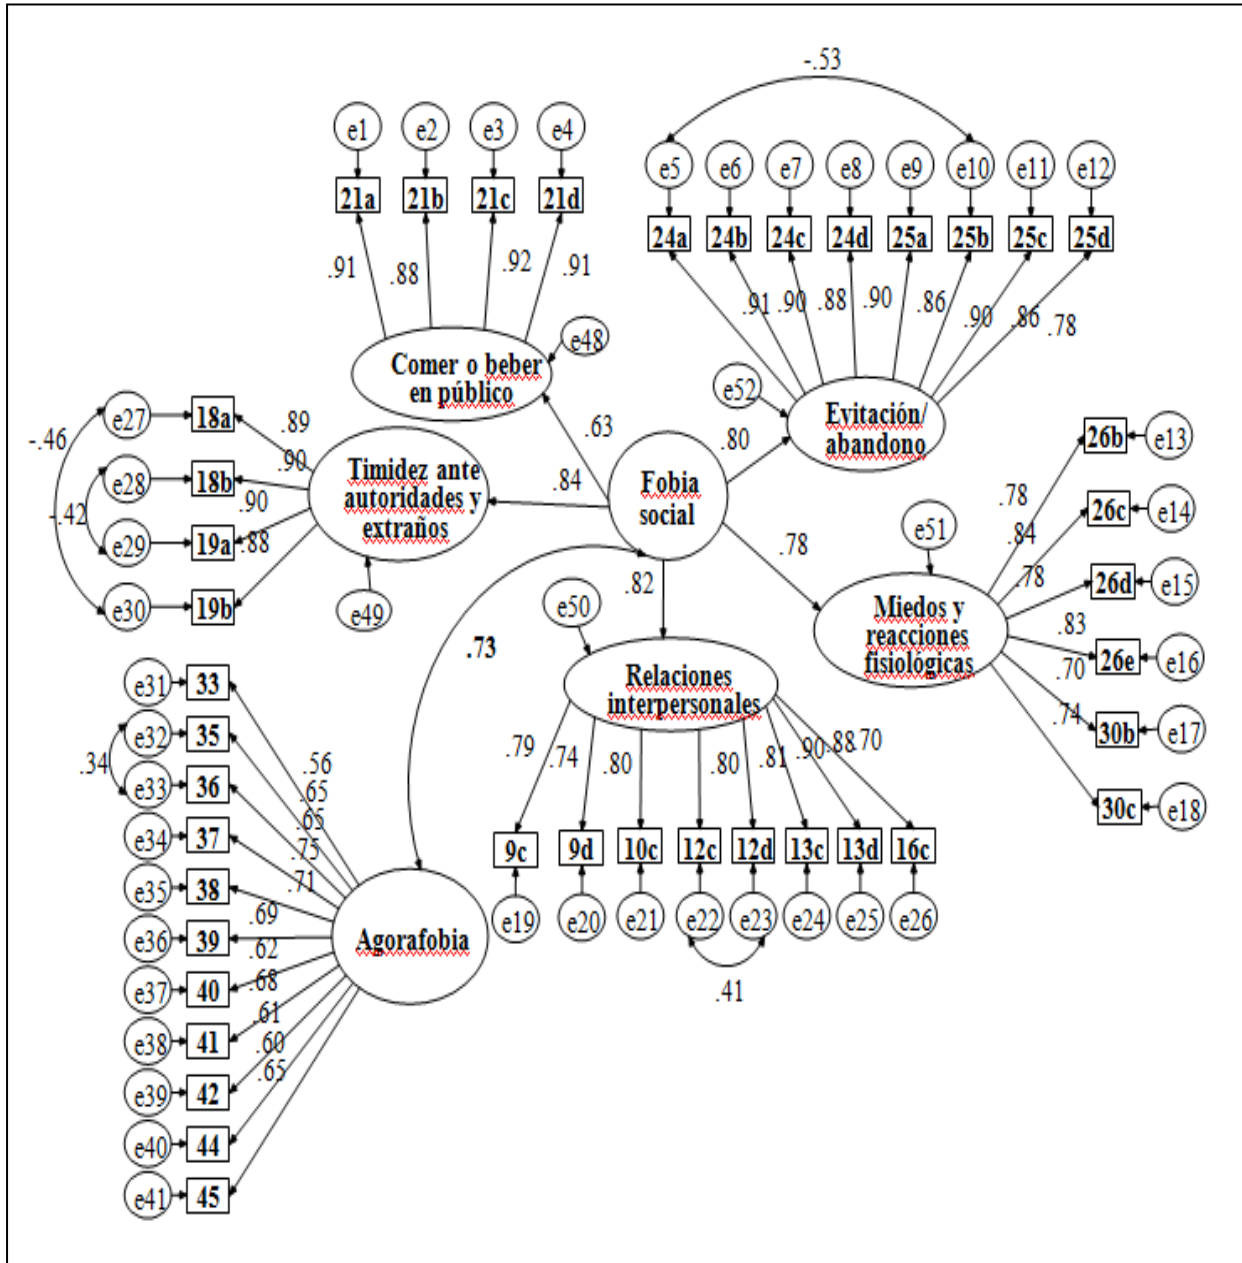 -.53
e1 e2 e3 e4
e5 e6 e7 e8 e9 e10 e11 e12
21a 21b 21c 21d
24a 24b 24c 24d 25a 25b 25c 25d
.91 .88 .92 .91
.91 .90 .88 .90 .86 .90 .86 .78
e48
Comer o beber
en público
e52
Evitación/
abandono
.63
.80
e27 18a
e28 18b
e29 19a
e30 19b
-.46
-.42
.89
.90
.90
.88
Timidez ante
autoridades y
extraños
e49
.84
Fobia
social
.78
.82
.73
e51
Miedos y
reacciones
fisiológicas
.78
.84
.78
.83
.70
.74
26b e13
26c e14
26d e15
26e e16
30b e17
30c e18
e50
Relaciones
interpersonales
.79 .74 .80 .80 .81 .90 .88 .70
9c 9d 10c 12c 12d 13c 13d 16c
e19 e20 e21 e22 e23 e24 e25 e26
.41
e31 33
e32 35
e33 36
e34 37
e35 38
e36 39
e37 40
e38 41
e39 42
e40 44
e41 45
.34
.56
.65
.65
.75
.71
.69
.62
.68
.61
.60
.65
Agorafobia